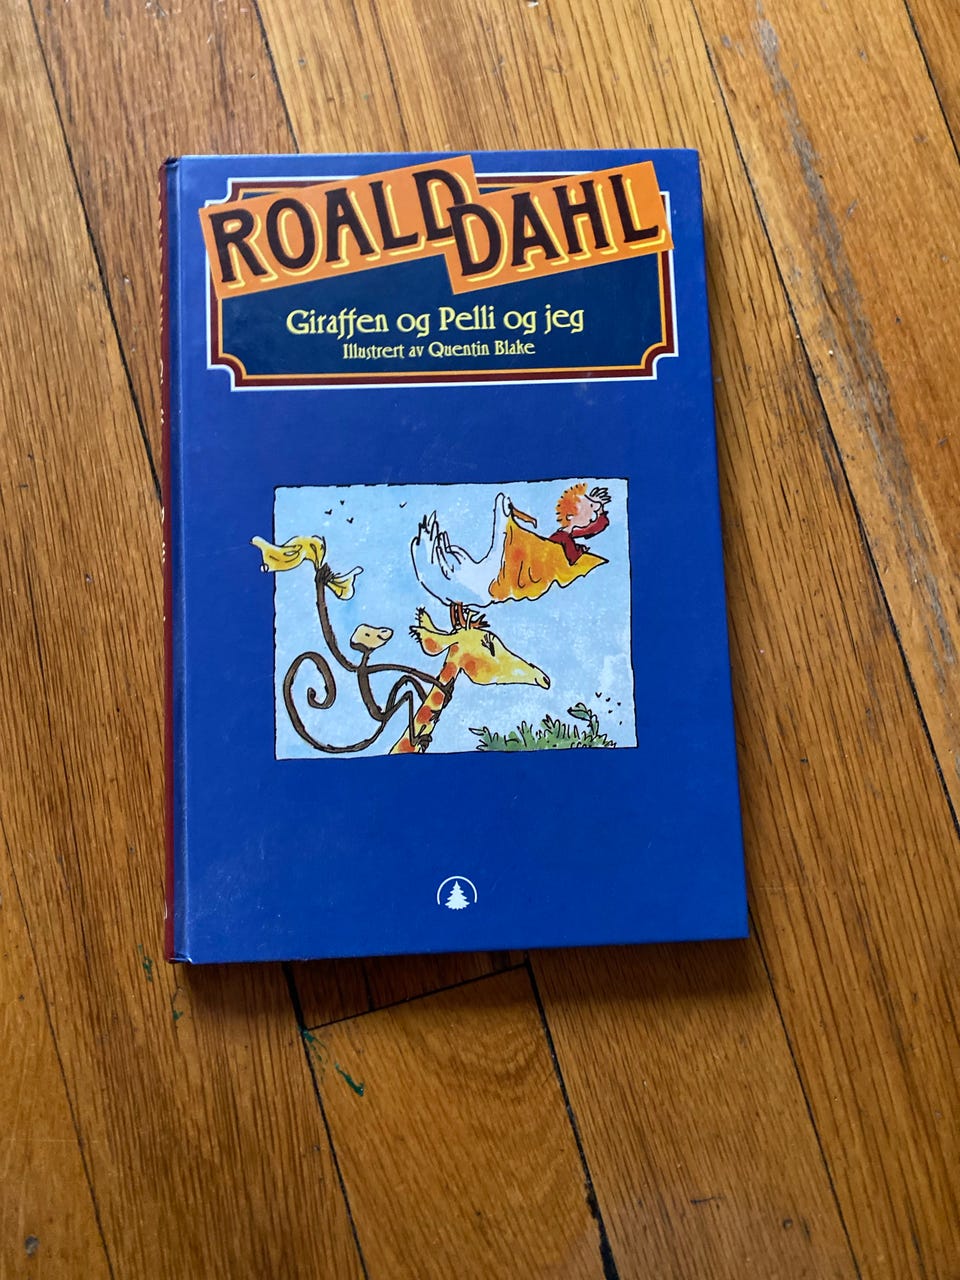 ROALD DAHL
Giraffen og Pelli og jeg
Illustrert av Quentin Blake